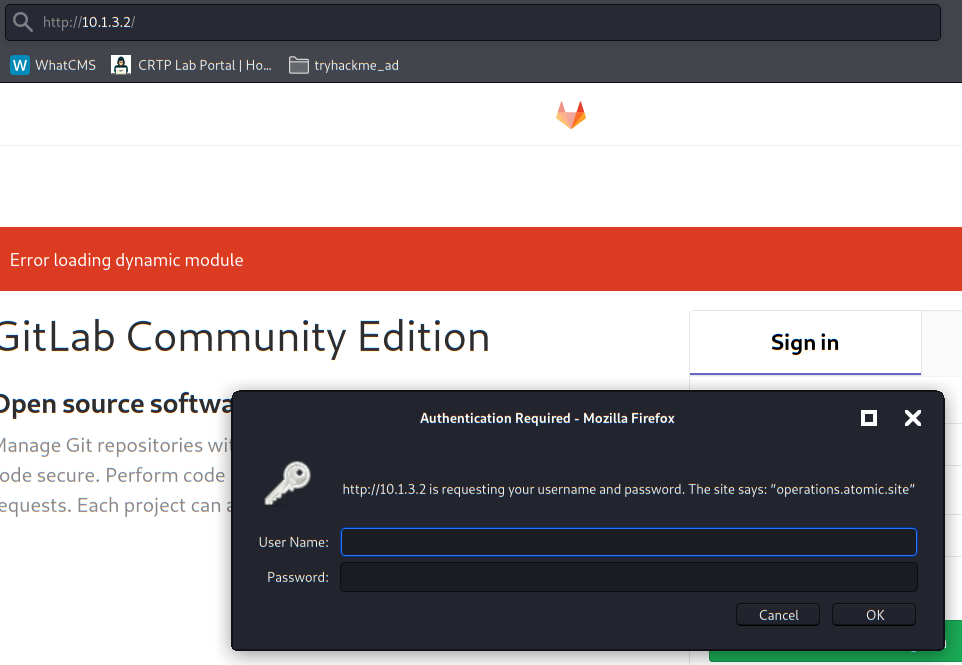 http://10.1.3.2/
WhatCMS CRTP Lab Portal | Ho... tryhackme_ad
Error loading dynamic module
GitLab Community Edition
Sign in
Open source softwa
Manage Git repositories wit
ode secure. Perform code
equests. Each project can a
Authentication Required - Mozilla Firefox
http://10.1.3.2 is requesting your username and password. The site says: “operations.atomic.site”
User Name:
Password:
Cancel OK